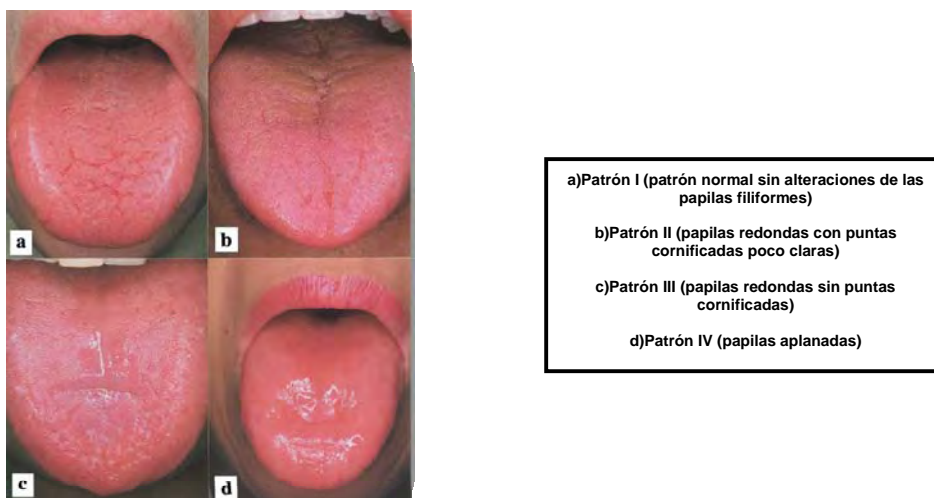 a
b
c
d
a)Patrón I (patrón normal sin alteraciones de las
papilas filiformes)
b)Patrón II (papilas redondas con puntas
cornificadas poco claras)
c)Patrón III (papilas redondas sin puntas
cornificadas)
d)Patrón IV (papilas aplanadas)